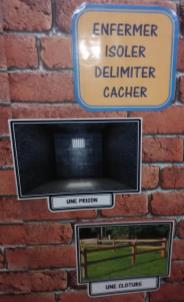 ENFERMER
ISOLER
DELIMITER
CACHER
UNE PRISON
UNE CLOTURE